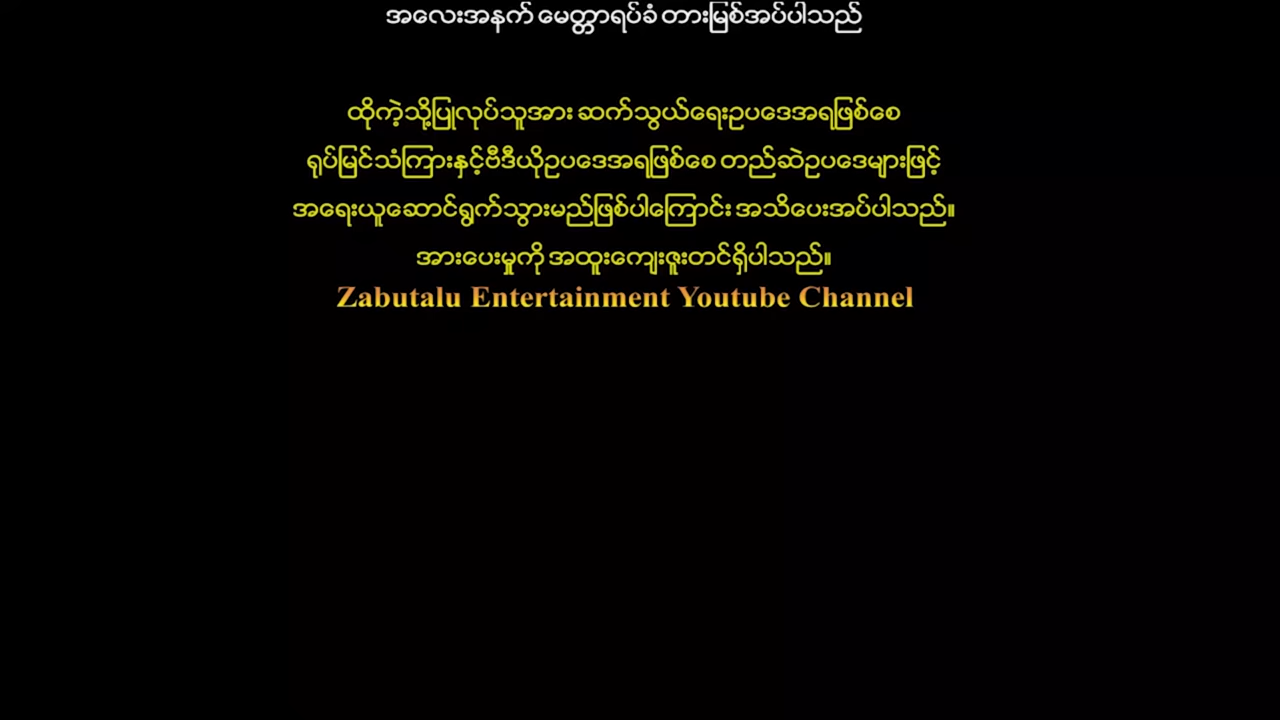 အလေးအနက် မေတ္တာရပ်ခံ တားမြစ်အပ်ပါသည်
ထိုကဲ့သို့ပြုလုပ်သူအား ဆက်သွယ်ရေးဥပဒေအရဖြစ်စေ
ရုပ်မြင်သံကြားနှင့်ဗီဒီယိုဥပဒေအရဖြစ်စေ တည်ဆဲဥပဒေများဖြင့်
အရေးယူဆောင်ရွက်သွားမည်ဖြစ်ပါကြောင်း အသိပေးအပ်ပါသည်။
အားပေးမှုကို အထူးကျေးဇူးတင်ရှိပါသည်။
Zabutalu Entertainment Youtube Channel